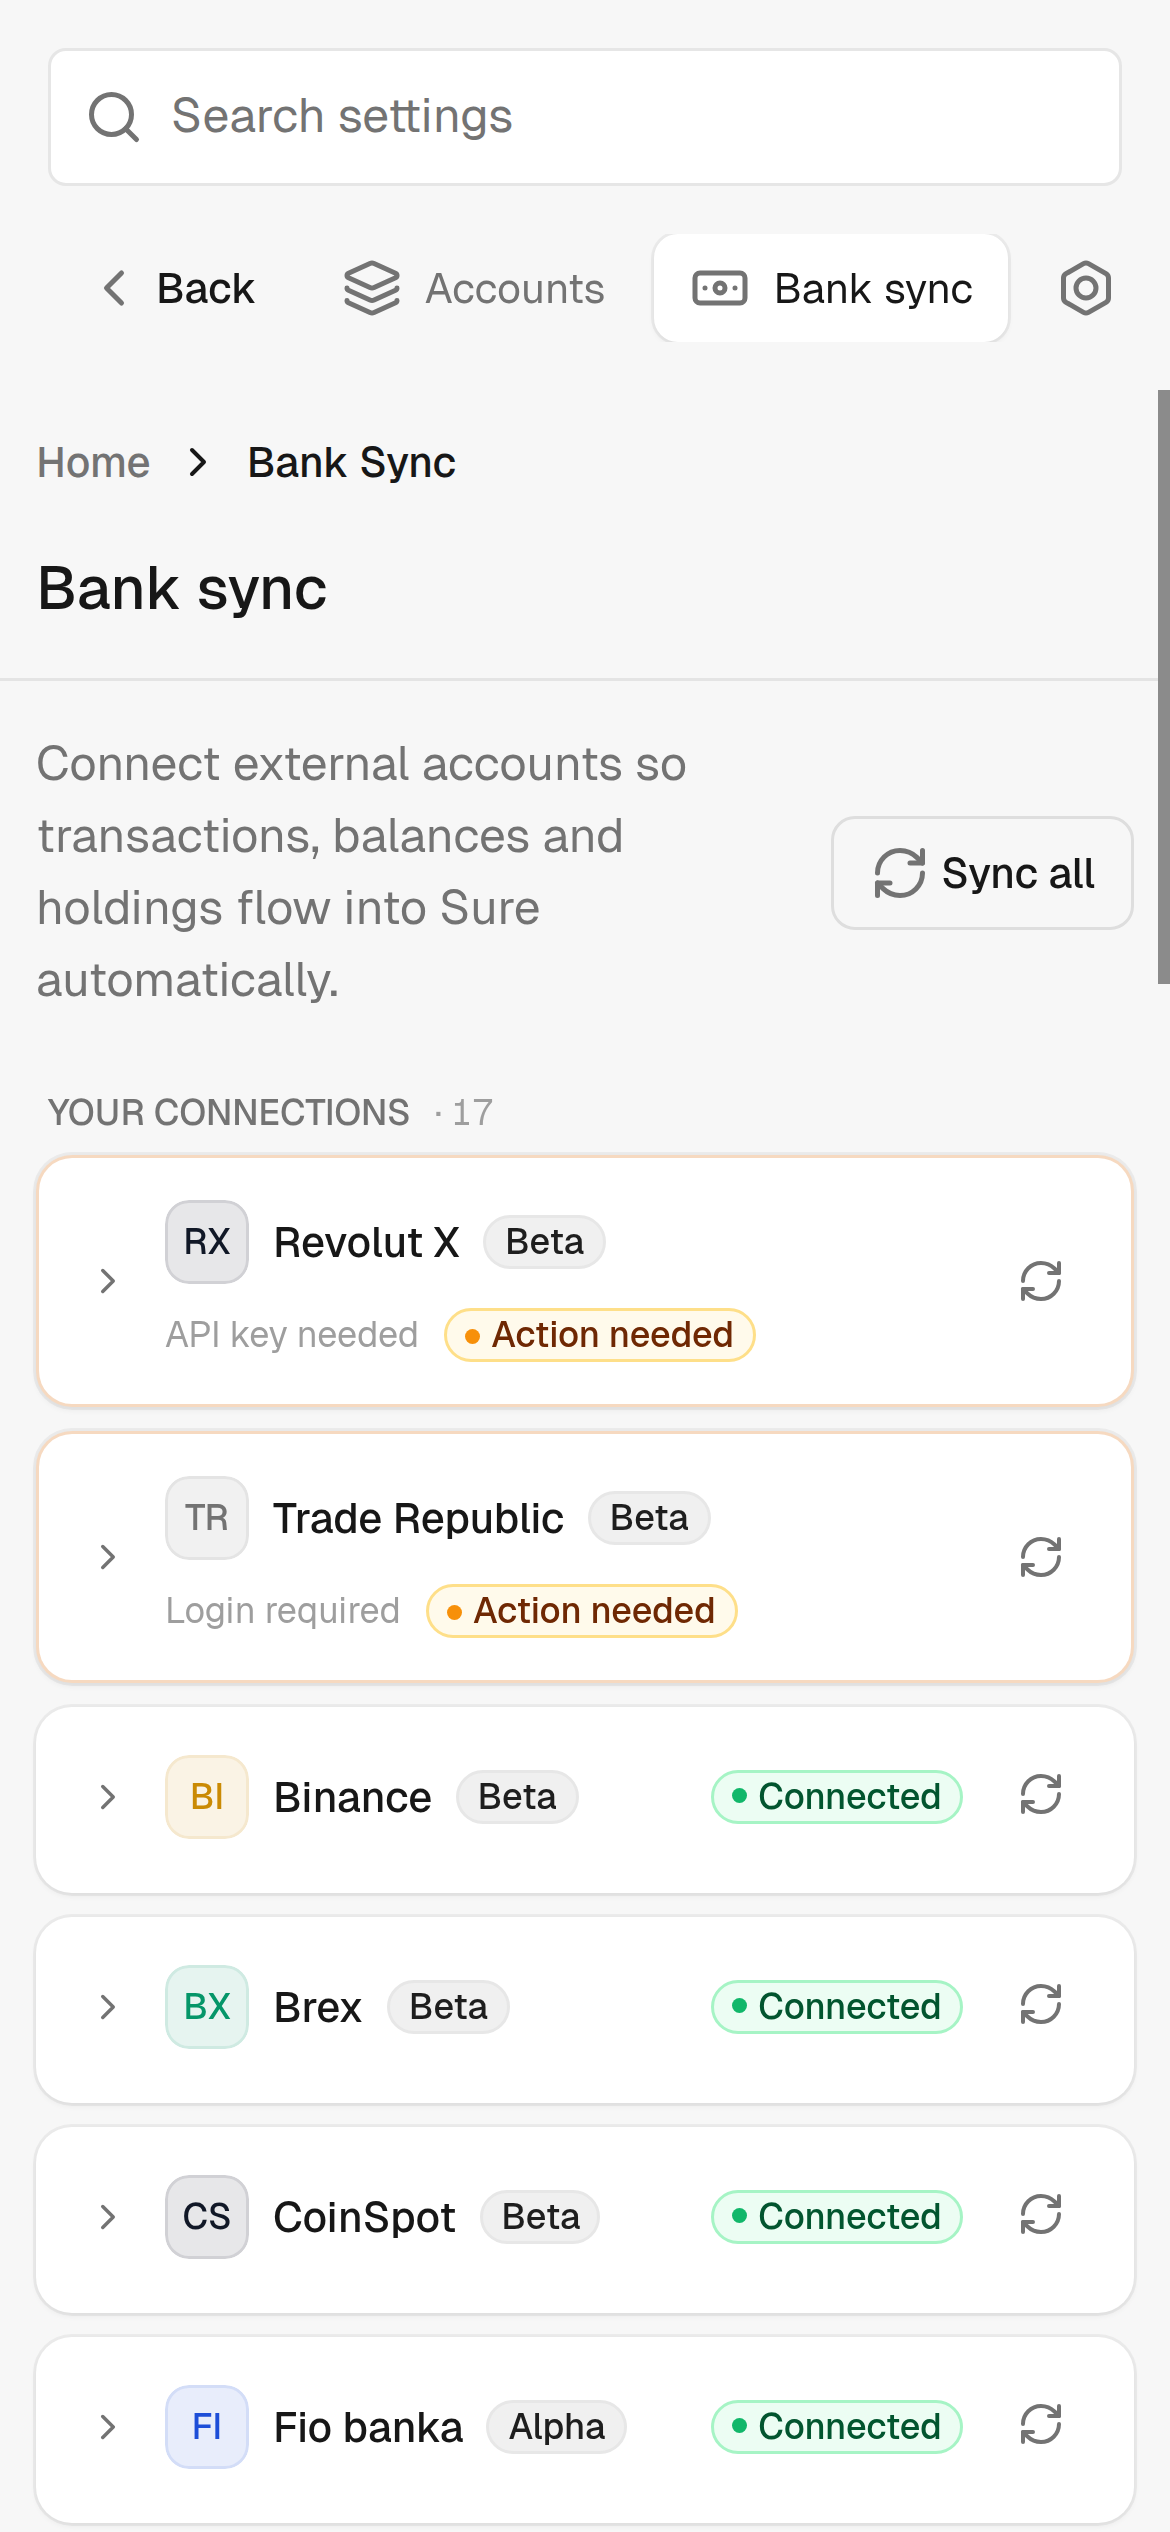 Search settings
Back
Accounts
Bank sync
Home
Bank Sync
Bank sync
Connect external accounts so
transactions, balances and
holdings flow into Sure
automatically.
Sync all
YOUR CONNECTIONS · 17
RX Revolut X Beta
API key needed Action needed
TR Trade Republic Beta
Login required Action needed
BI Binance Beta Connected
BX Brex Beta Connected
CS CoinSpot Beta Connected
FI Fio banka Alpha Connected